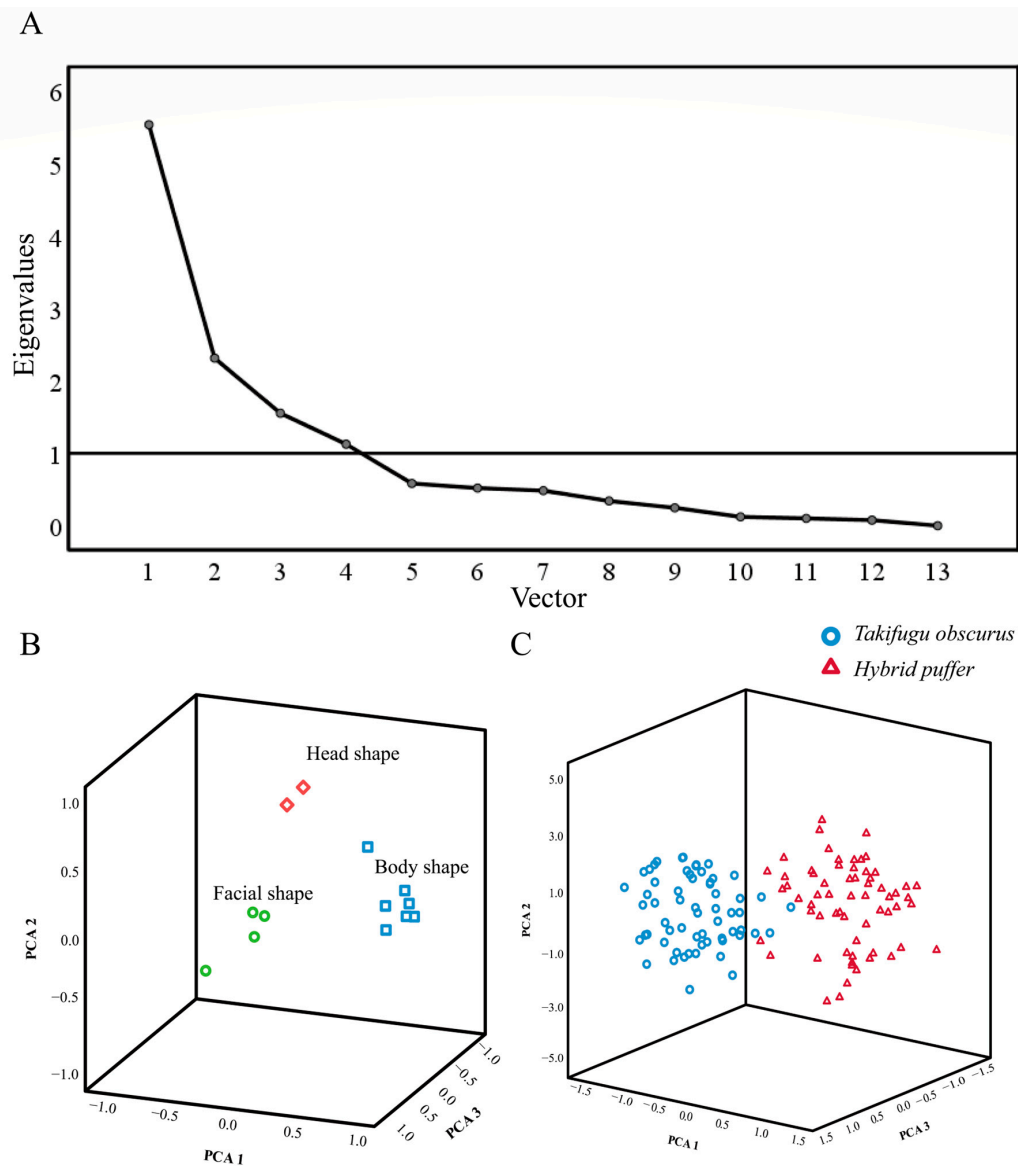 A
6
5
4
3
2
1
0
Eigenvalues
1 2 3 4 5 6 7 8 9 10 11 12 13
Vector
B
Head shape
Body shape
Facial shape
1.0
0.5
0.0
−0.5
−1.0
PCA 2
−1.0 −0.5 0.0 0.5 1.0
PCA 1
1.0 0.5 0.0 −0.5 −1.0
PCA 3
C
Takifugu obscurus
Hybrid puffer
5.0
3.0
1.0
−1.0
−3.0
−5.0
PCA 2
−1.5 −1.0 −0.5 0.0 0.5 1.0 1.5
PCA 1
1.5 1.0 0.5 0.0 −0.5 −1.0 −1.5
PCA 3